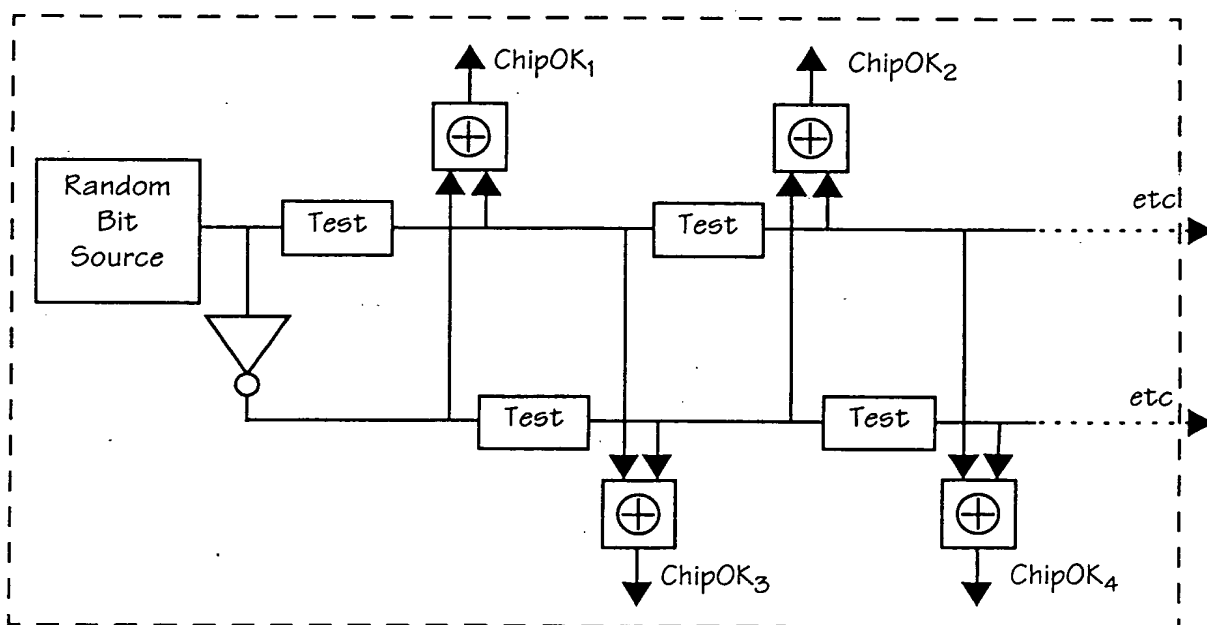 ChipOK₁
ChipOK₂
Random
Bit
Source
Test
Test
etc
Test
Test
etc
ChipOK₃
ChipOK₄